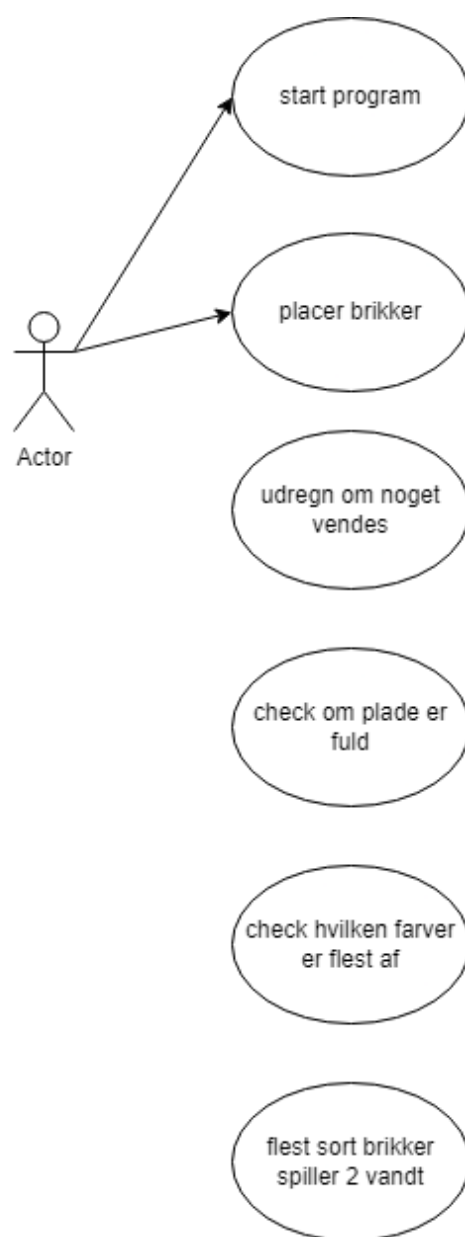 start program
placer brikker
Actor
udregn om noget
vendes
check om plade er
fuld
check hvilken farver
er flest af
flest sort brikker
spiller 2 vandt